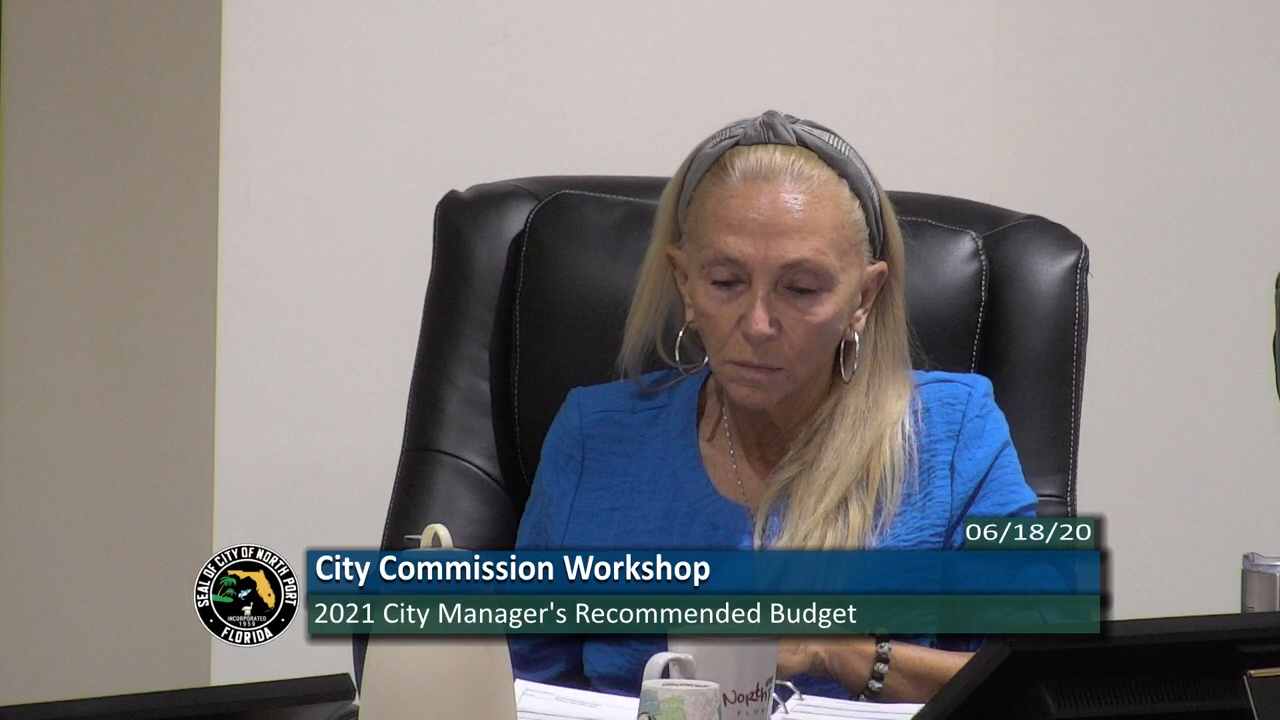 06/18/20
City Commission Workshop
2021 City Manager's Recommended Budget
SEAL OF CITY OF NORTH PORT
INCORPORATED
1959
FLORIDA
North
FLO